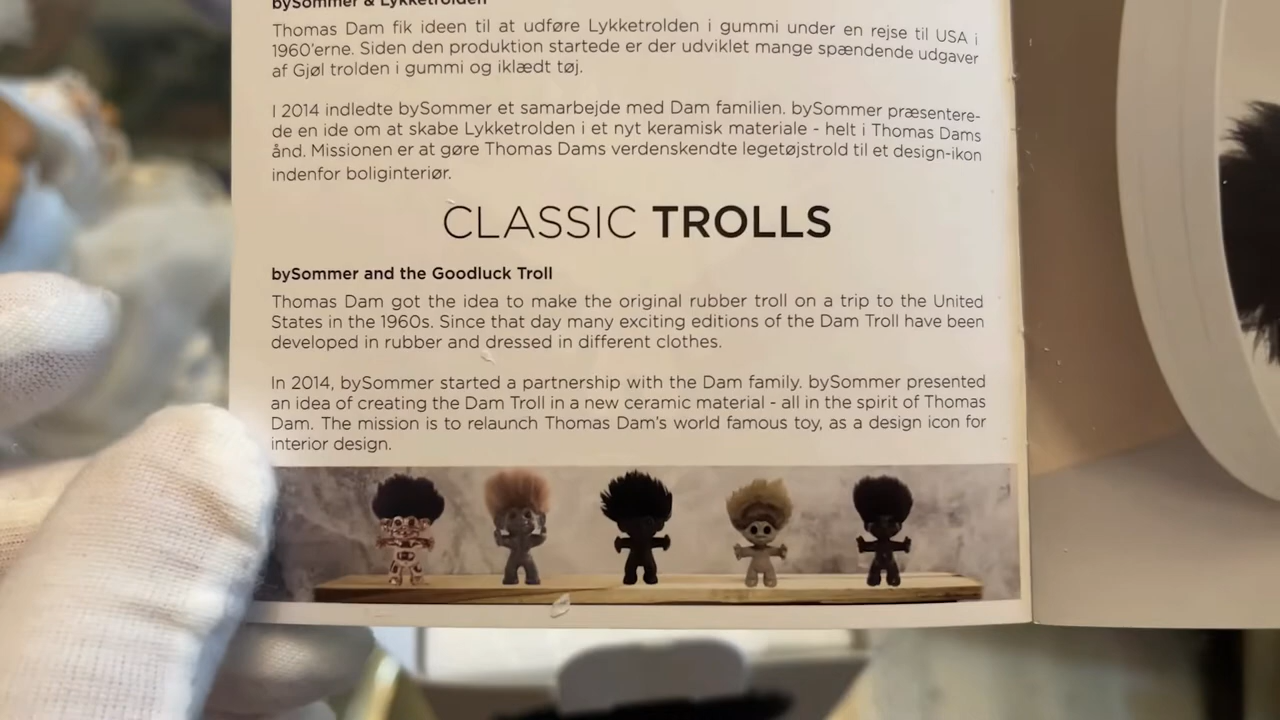 bySommer & Lykketrolden
Thomas Dam fik ideen til at udføre Lykketrolden i gummi under en rejse til USA i
1960'erne. Siden den produktion startede er der udviklet mange spændende udgaver
af Gjøl trolden i gummi og iklædt tøj.
I 2014 indledte bySommer et samarbejde med Dam familien. bySommer præsentere-
de en ide om at skabe Lykketrolden i et nyt keramisk materiale - helt i Thomas Dams
ånd. Missionen er at gøre Thomas Dams verdenskendte legetøjstrold til et design-ikon
indenfor boliginteriør.
CLASSIC TROLLS
bySommer and the Goodluck Troll
Thomas Dam got the idea to make the original rubber troll on a trip to the United
States in the 1960s. Since that day many exciting editions of the Dam Troll have been
developed in rubber and dressed in different clothes.
In 2014, bySommer started a partnership with the Dam family. bySommer presented
an idea of creating the Dam Troll in a new ceramic material - all in the spirit of Thomas
Dam. The mission is to relaunch Thomas Dam's world famous toy, as a design icon for
interior design.